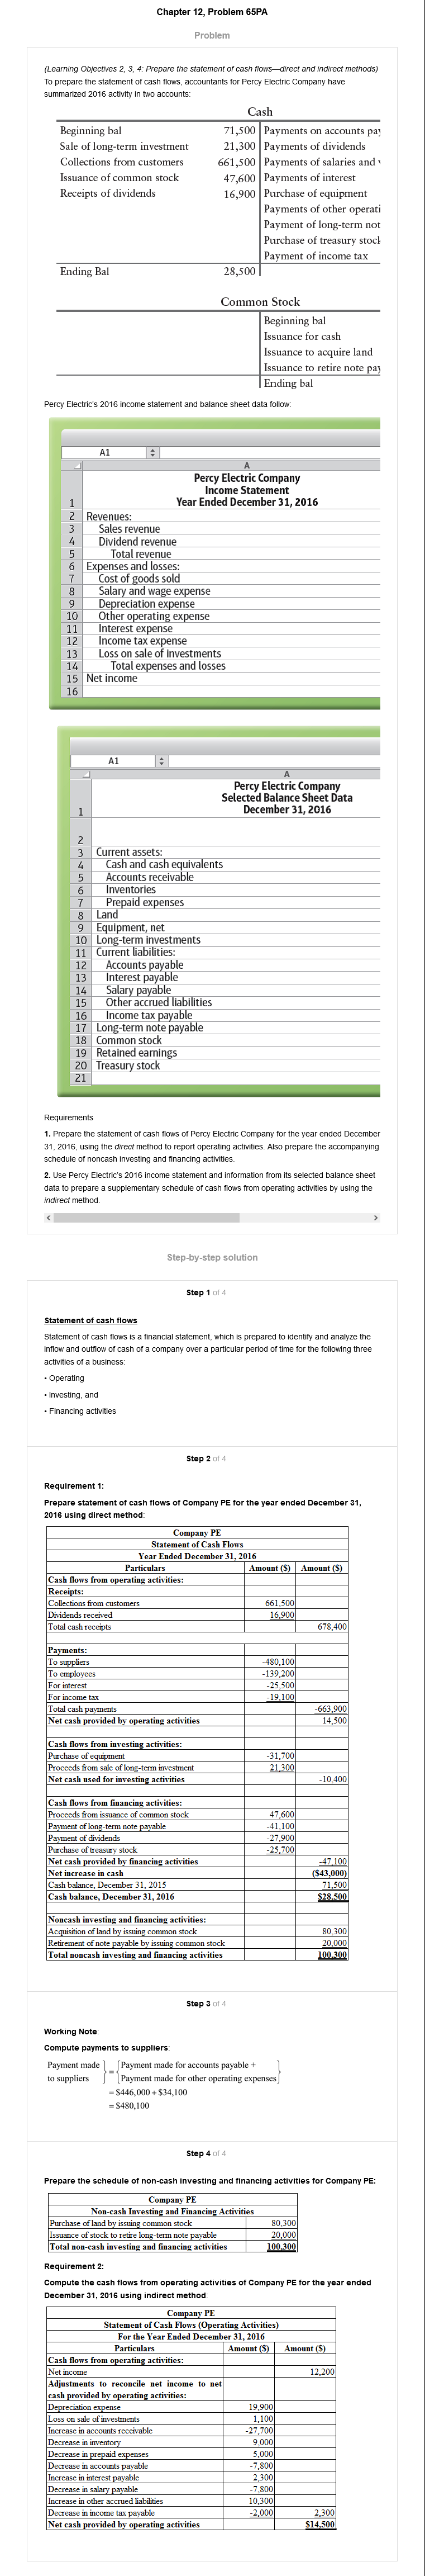 Chapter 12, Problem 65PA
Problem
(Learning Objectives 2, 3, 4: Prepare the statement of cash flows—direct and indirect methods)
To prepare the statement of cash flows, accountants for Percy Electric Company have
summarized 2016 activity in two accounts:
Cash
Beginning bal 71,500 Payments on accounts pay
Sale of long-term investment 21,300 Payments of dividends
Collections from customers 661,500 Payments of salaries and
Issuance of common stock 47,600 Payments of interest
Receipts of dividends 16,900 Purchase of equipment
Payments of other operati
Payment of long-term not
Purchase of treasury stock
Payment of income tax
Ending Bal 28,500
Common Stock
Beginning bal
Issuance for cash
Issuance to acquire land
Issuance to retire note pay
Ending bal
Percy Electric's 2016 income statement and balance sheet data follow:
A1
A
Percy Electric Company
Income Statement
1 Year Ended December 31, 2016
2 Revenues:
3 Sales revenue
4 Dividend revenue
5 Total revenue
6 Expenses and losses:
7 Cost of goods sold
8 Salary and wage expense
9 Depreciation expense
10 Other operating expense
11 Interest expense
12 Income tax expense
13 Loss on sale of investments
14 Total expenses and losses
15 Net income
16
A1
A
Percy Electric Company
Selected Balance Sheet Data
1 December 31, 2016
2
3 Current assets:
4 Cash and cash equivalents
5 Accounts receivable
6 Inventories
7 Prepaid expenses
8 Land
9 Equipment, net
10 Long-term investments
11 Current liabilities:
12 Accounts payable
13 Interest payable
14 Salary payable
15 Other accrued liabilities
16 Income tax payable
17 Long-term note payable
18 Common stock
19 Retained earnings
20 Treasury stock
21
Requirements
1. Prepare the statement of cash flows of Percy Electric Company for the year ended December
31, 2016, using the direct method to report operating activities. Also prepare the accompanying
schedule of noncash investing and financing activities.
2. Use Percy Electric's 2016 income statement and information from its selected balance sheet
data to prepare a supplementary schedule of cash flows from operating activities by using the
indirect method.
Step-by-step solution
Step 1 of 4
Statement of cash flows
Statement of cash flows is a financial statement, which is prepared to identify and analyze the
inflow and outflow of cash of a company over a particular period of time for the following three
activities of a business:
• Operating
• Investing, and
• Financing activities
Step 2 of 4
Requirement 1:
Prepare statement of cash flows of Company PE for the year ended December 31,
2016 using direct method:
Company PE
Statement of Cash Flows
Year Ended December 31, 2016
Particulars Amount ($) Amount ($)
Cash flows from operating activities:
Receipts:
Collections from customers 661,500
Dividends received 16,900
Total cash receipts 678,400
Payments:
To suppliers -480,100
To employees -139,200
For interest -25,500
For income tax -19,100
Total cash payments -663,900
Net cash provided by operating activities 14,500
Cash flows from investing activities:
Purchase of equipment -31,700
Proceeds from sale of long-term investment 21,300
Net cash used for investing activities -10,400
Cash flows from financing activities:
Proceeds from issuance of common stock 47,600
Payment of long-term note payable -41,100
Payment of dividends -27,900
Purchase of treasury stock -25,700
Net cash provided by financing activities -47,100
Net increase in cash ($43,000)
Cash balance, December 31, 2015 71,500
Cash balance, December 31, 2016 $28,500
Noncash investing and financing activities:
Acquisition of land by issuing common stock 80,300
Retirement of note payable by issuing common stock 20,000
Total noncash investing and financing activities 100,300
Step 3 of 4
Working Note:
Compute payments to suppliers:
Payment made to suppliers } = { Payment made for accounts payable +
Payment made for other operating expenses }
= $446,000 + $34,100
= $480,100
Step 4 of 4
Prepare the schedule of non-cash investing and financing activities for Company PE:
Company PE
Non-cash Investing and Financing Activities
Purchase of land by issuing common stock 80,300
Issuance of stock to retire long-term note payable 20,000
Total non-cash investing and financing activities 100,300
Requirement 2:
Compute the cash flows from operating activities of Company PE for the year ended
December 31, 2016 using indirect method:
Company PE
Statement of Cash Flows (Operating Activities)
For the Year Ended December 31, 2016
Particulars Amount ($) Amount ($)
Cash flows from operating activities:
Net income 12,200
Adjustments to reconcile net income to net
cash provided by operating activities:
Depreciation expense 19,900
Loss on sale of investments 1,100
Increase in accounts receivable -27,700
Decrease in inventory 9,000
Decrease in prepaid expenses 5,000
Decrease in accounts payable -7,800
Increase in interest payable 2,300
Decrease in salary payable -7,800
Increase in other accrued liabilities 10,300
Decrease in income tax payable -2,000 2,300
Net cash provided by operating activities $14,500